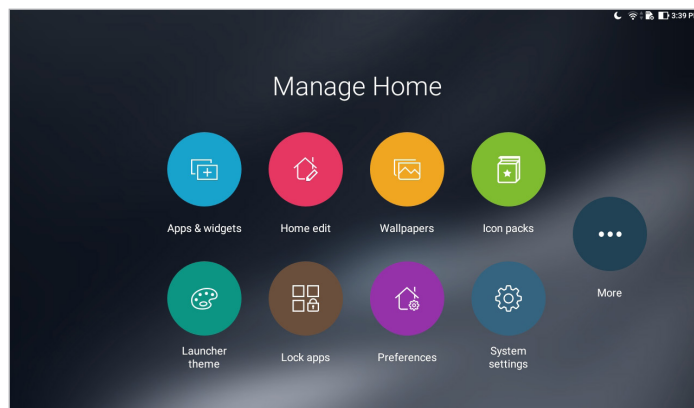 3:39 P
Manage Home
Apps & widgets
Home edit
Wallpapers
Icon packs
More
Launcher
theme
Lock apps
Preferences
System
settings